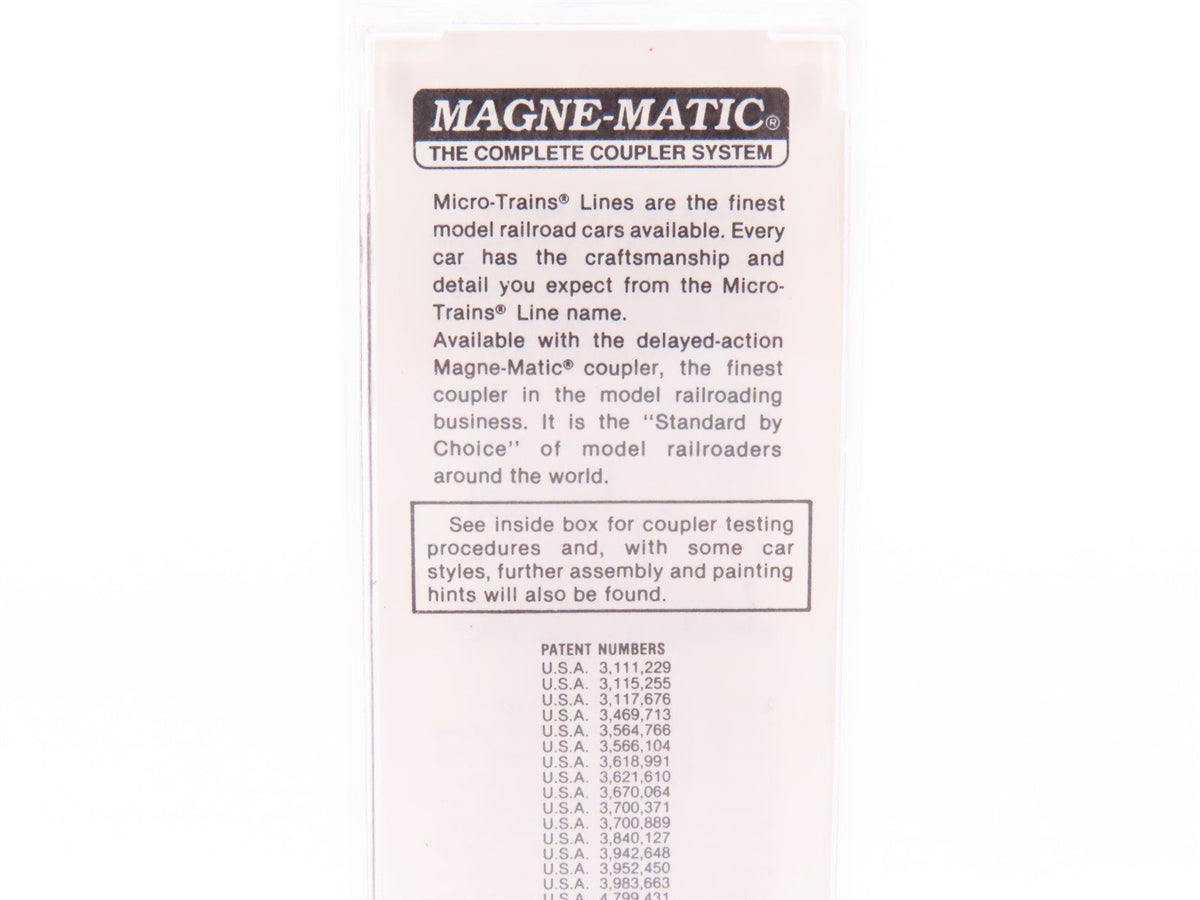 MAGNE-MATIC®
THE COMPLETE COUPLER SYSTEM
Micro-Trains® Lines are the finest
model railroad cars available. Every
car has the craftsmanship and
detail you expect from the Micro-
Trains® Line name.
Available with the delayed-action
Magne-Matic® coupler, the finest
coupler in the model railroading
business. It is the "Standard by
Choice" of model railroaders
around the world.
See inside box for coupler testing
procedures and, with some car
styles, further assembly and painting
hints will also be found.
PATENT NUMBERS
U.S.A. 3,111,229
U.S.A. 3,115,255
U.S.A. 3,117,676
U.S.A. 3,469,713
U.S.A. 3,564,766
U.S.A. 3,566,104
U.S.A. 3,618,991
U.S.A. 3,621,610
U.S.A. 3,670,064
U.S.A. 3,700,371
U.S.A. 3,700,889
U.S.A. 3,840,127
U.S.A. 3,942,648
U.S.A. 3,952,450
U.S.A. 3,983,663
U.S.A. 4,799,431